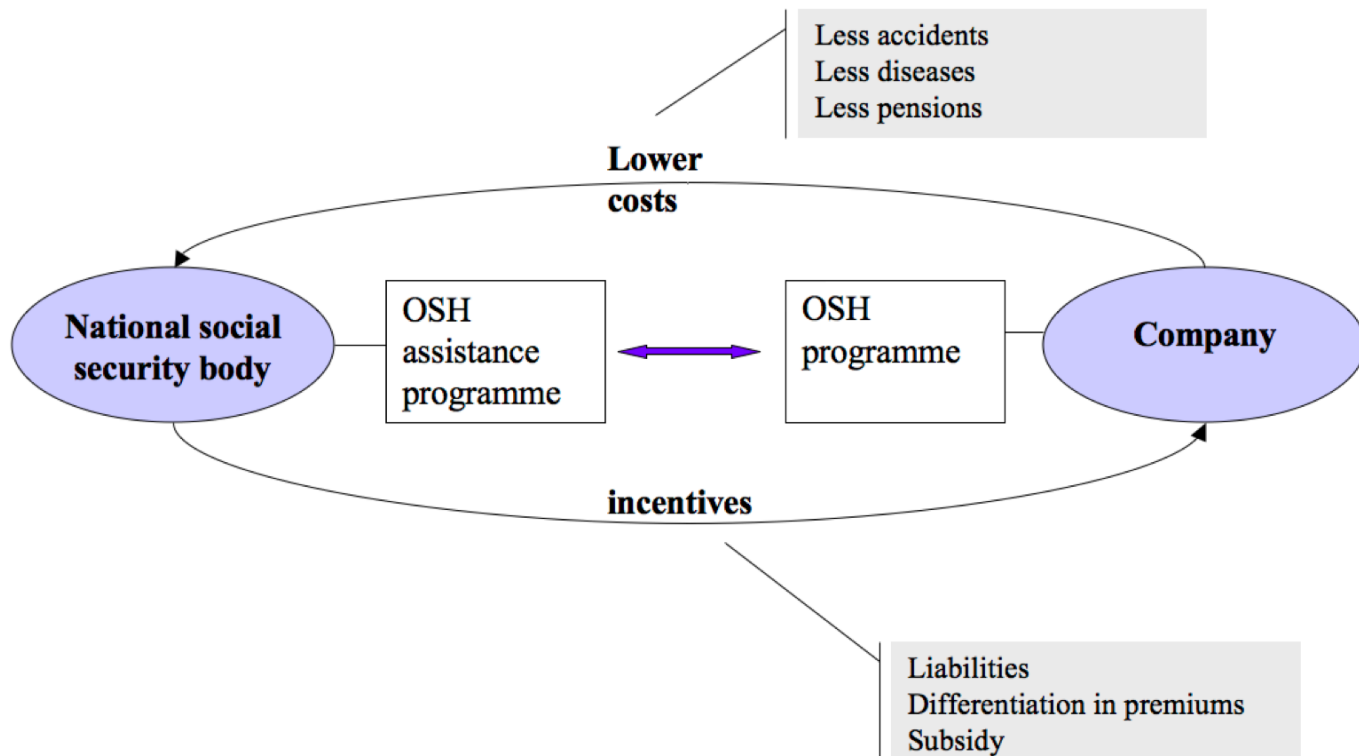 Less accidents
Less diseases
Less pensions
Lower
costs
National social
security body
OSH
assistance
programme
OSH
programme
Company
incentives
Liabilities
Differentiation in premiums
Subsidy